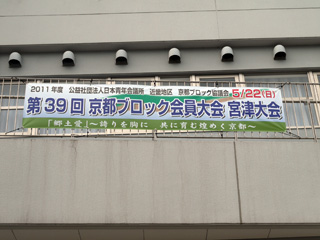 2011年度 公益社団法人日本青年会議所 近畿地区 京都ブロック協議会 5/22(日)
第39回 京都ブロック会員大会 宮津大会
「郷土愛」～誇りを胸に 共に育む煌めく京都～